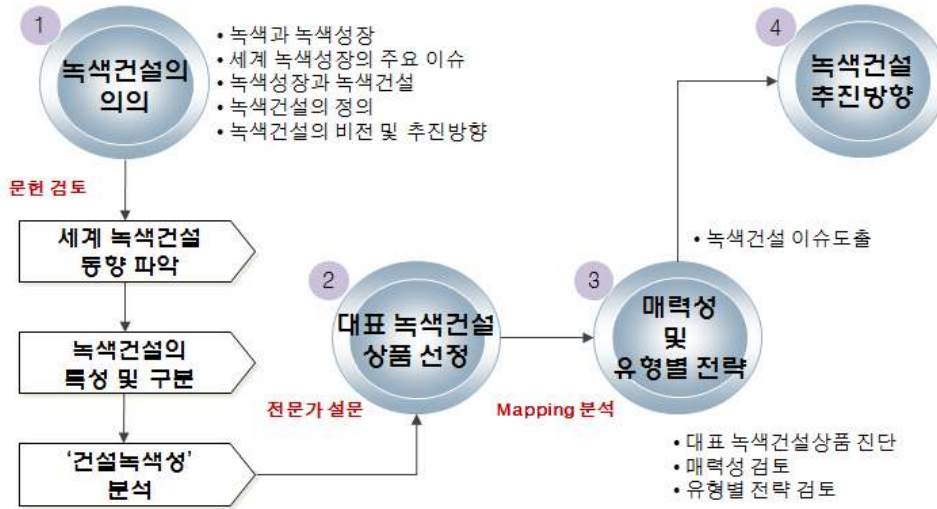 1
녹색건설의
의의
• 녹색과 녹색성장
• 세계 녹색성장의 주요 이슈
• 녹색성장과 녹색건설
• 녹색건설의 정의
• 녹색건설의 비전 및 추진방향
문헌 검토
세계 녹색건설
동향 파악
녹색건설의
특성 및 구분
'건설녹색성'
분석
전문가 설문
2
대표 녹색건설
상품 선정
Mapping 분석
3
매력성
및
유형별 전략
• 대표 녹색건설상품 진단
• 매력성 검토
• 유형별 전략 검토
• 녹색건설 이슈도출
4
녹색건설
추진방향